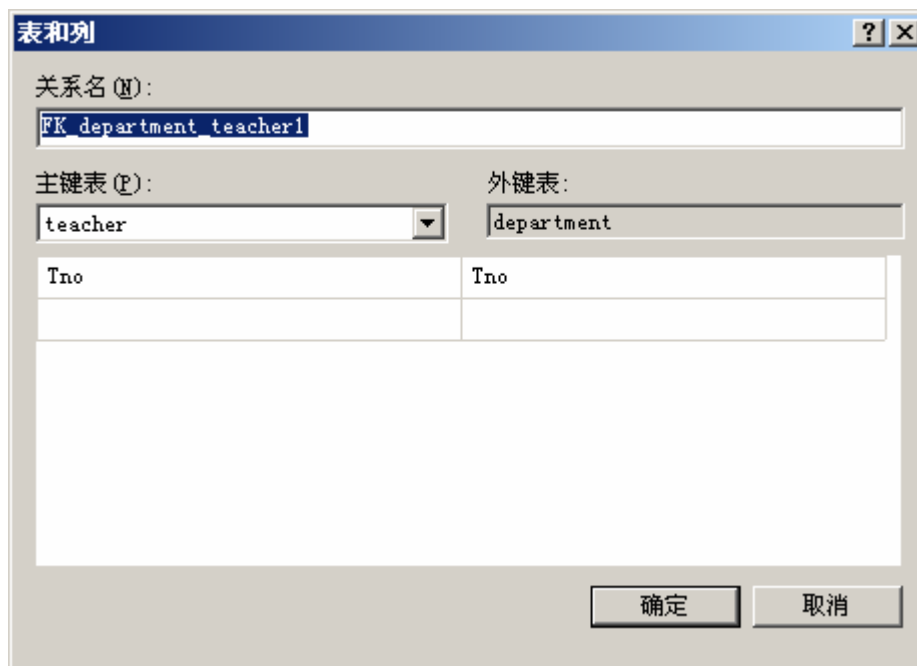 表和列
关系名(N):
FK_department_teacher1
主键表(P):
外键表:
teacher
department
Tno
Tno
确定
取消